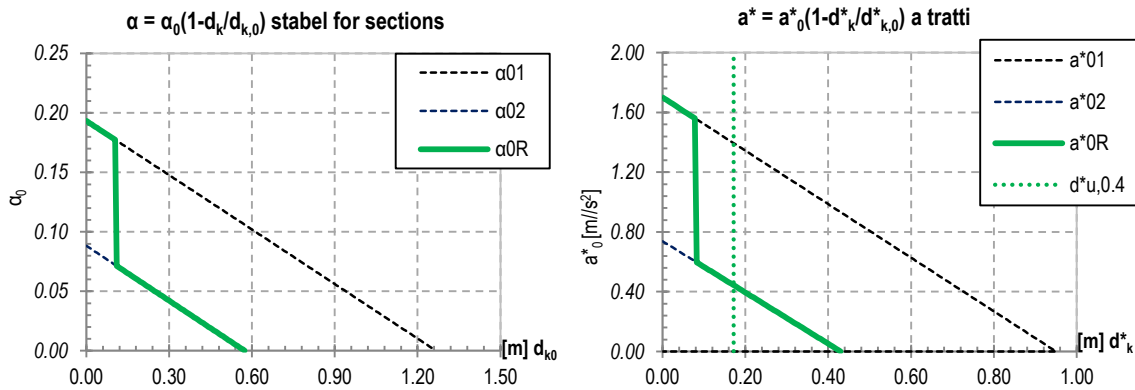 α = α₀(1-dₖ/dₖ,₀) stabel for sections
0.25
0.20
0.15
0.10
0.05
0.00
α₀
0.00 0.30 0.60 0.90 1.20 1.50
[m] dₖ₀
α01
α02
α0R
a* = a*₀(1-d*ₖ/d*ₖ,₀) a tratti
2.00
1.60
1.20
0.80
0.40
0.00
a*₀ [m//s²]
0.00 0.20 0.40 0.60 0.80 1.00
[m] d*ₖ
a*01
a*02
a*0R
d*u,0.4